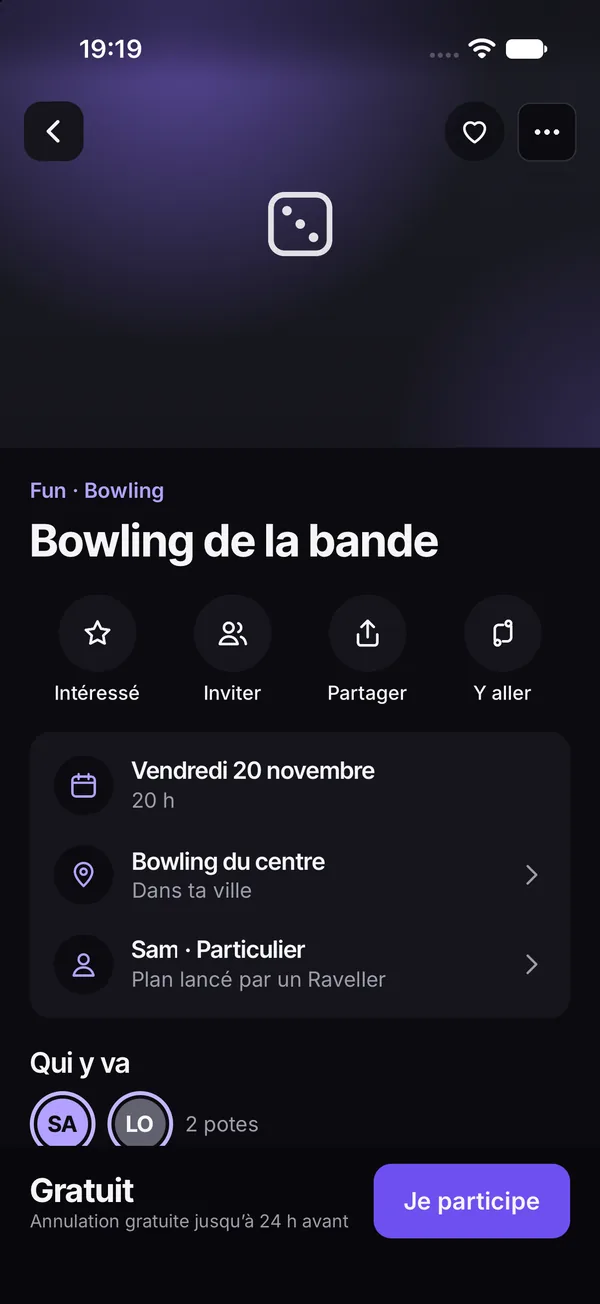 19:19
Fun · Bowling
Bowling de la bande
Intéressé
Inviter
Partager
Y aller
Vendredi 20 novembre
20 h
Bowling du centre
Dans ta ville
Sam · Particulier
Plan lancé par un Raveller
Qui y va
SA LO 2 potes
Gratuit
Annulation gratuite jusqu’à 24 h avant
Je participe